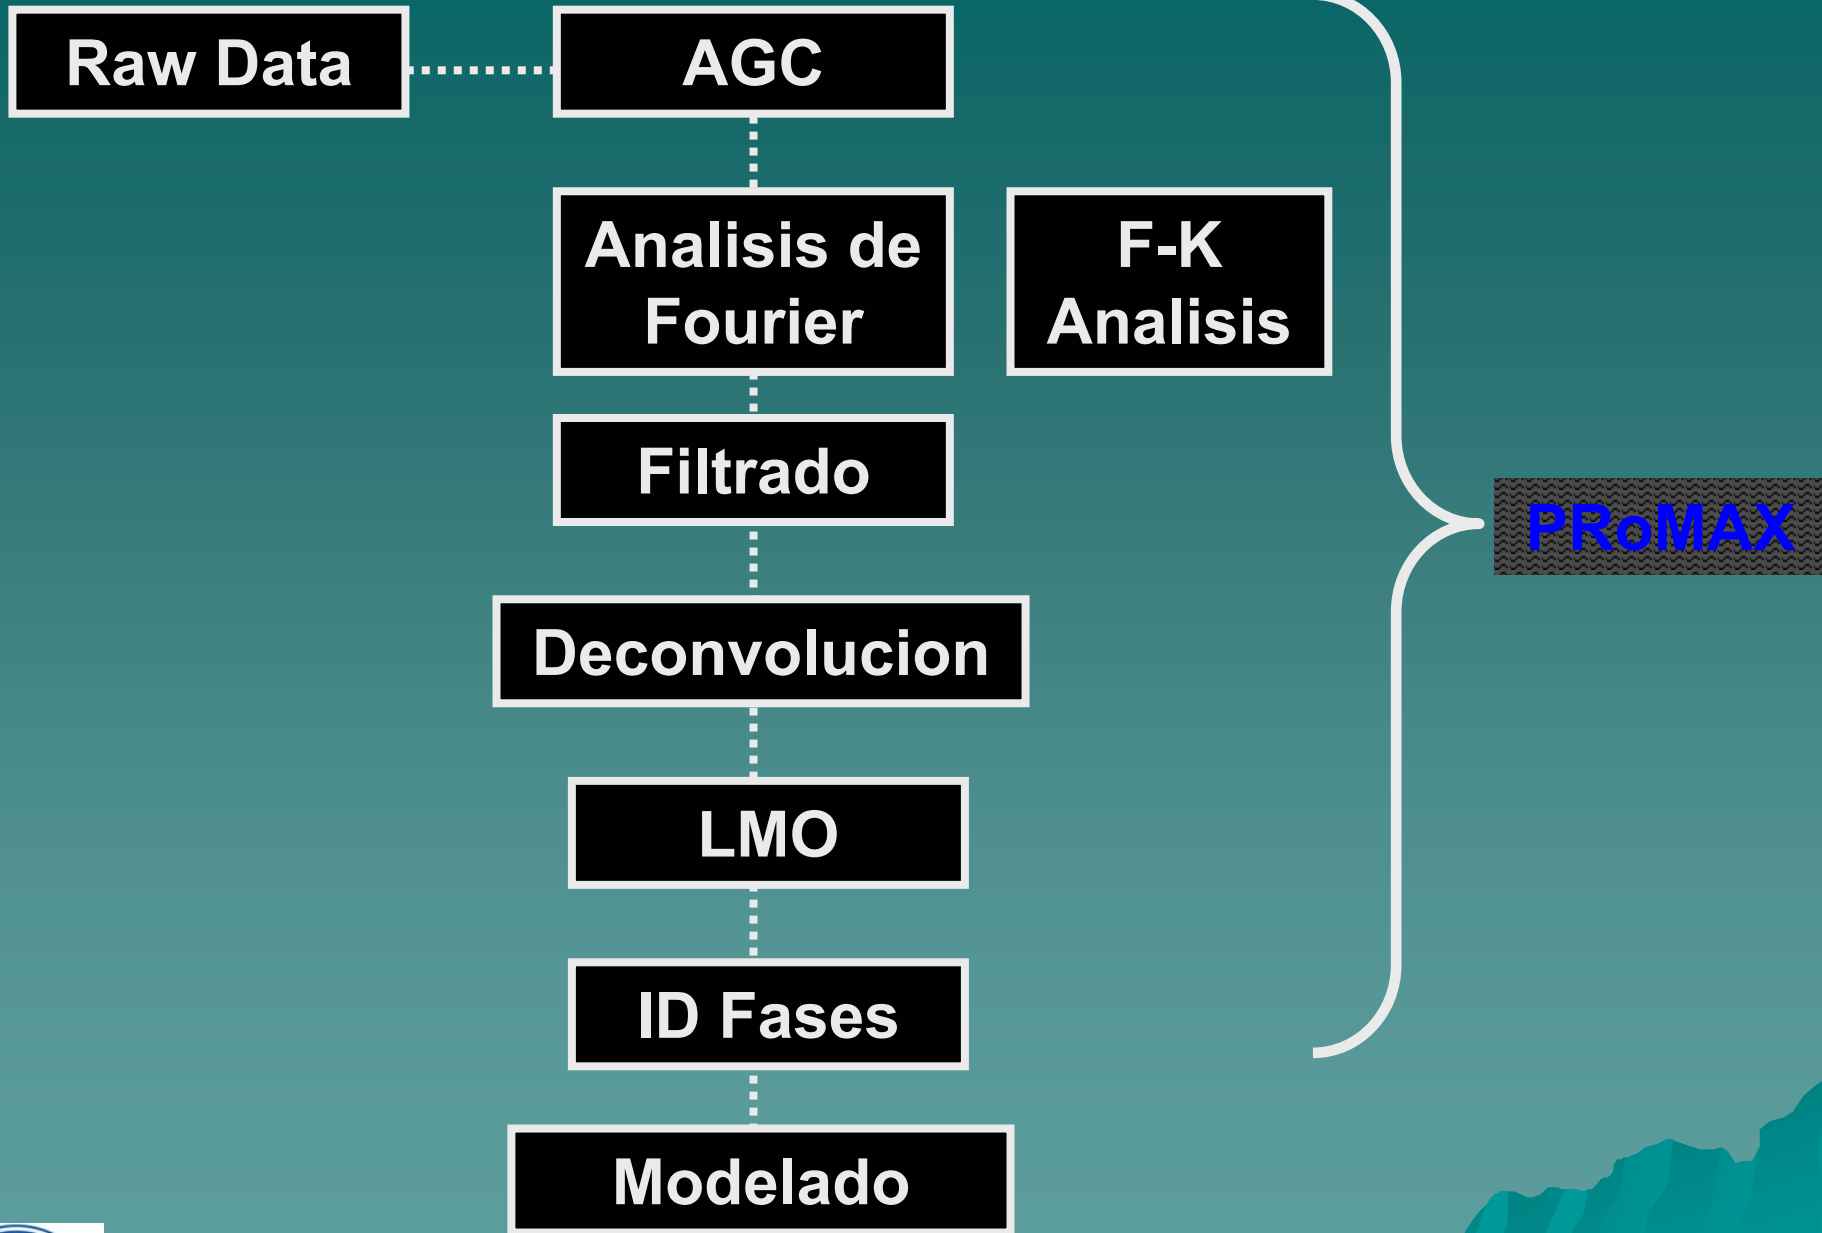 Raw Data
AGC
Analisis de
Fourier
F-K
Analisis
Filtrado
Deconvolucion
LMO
ID Fases
Modelado
PRoMAX